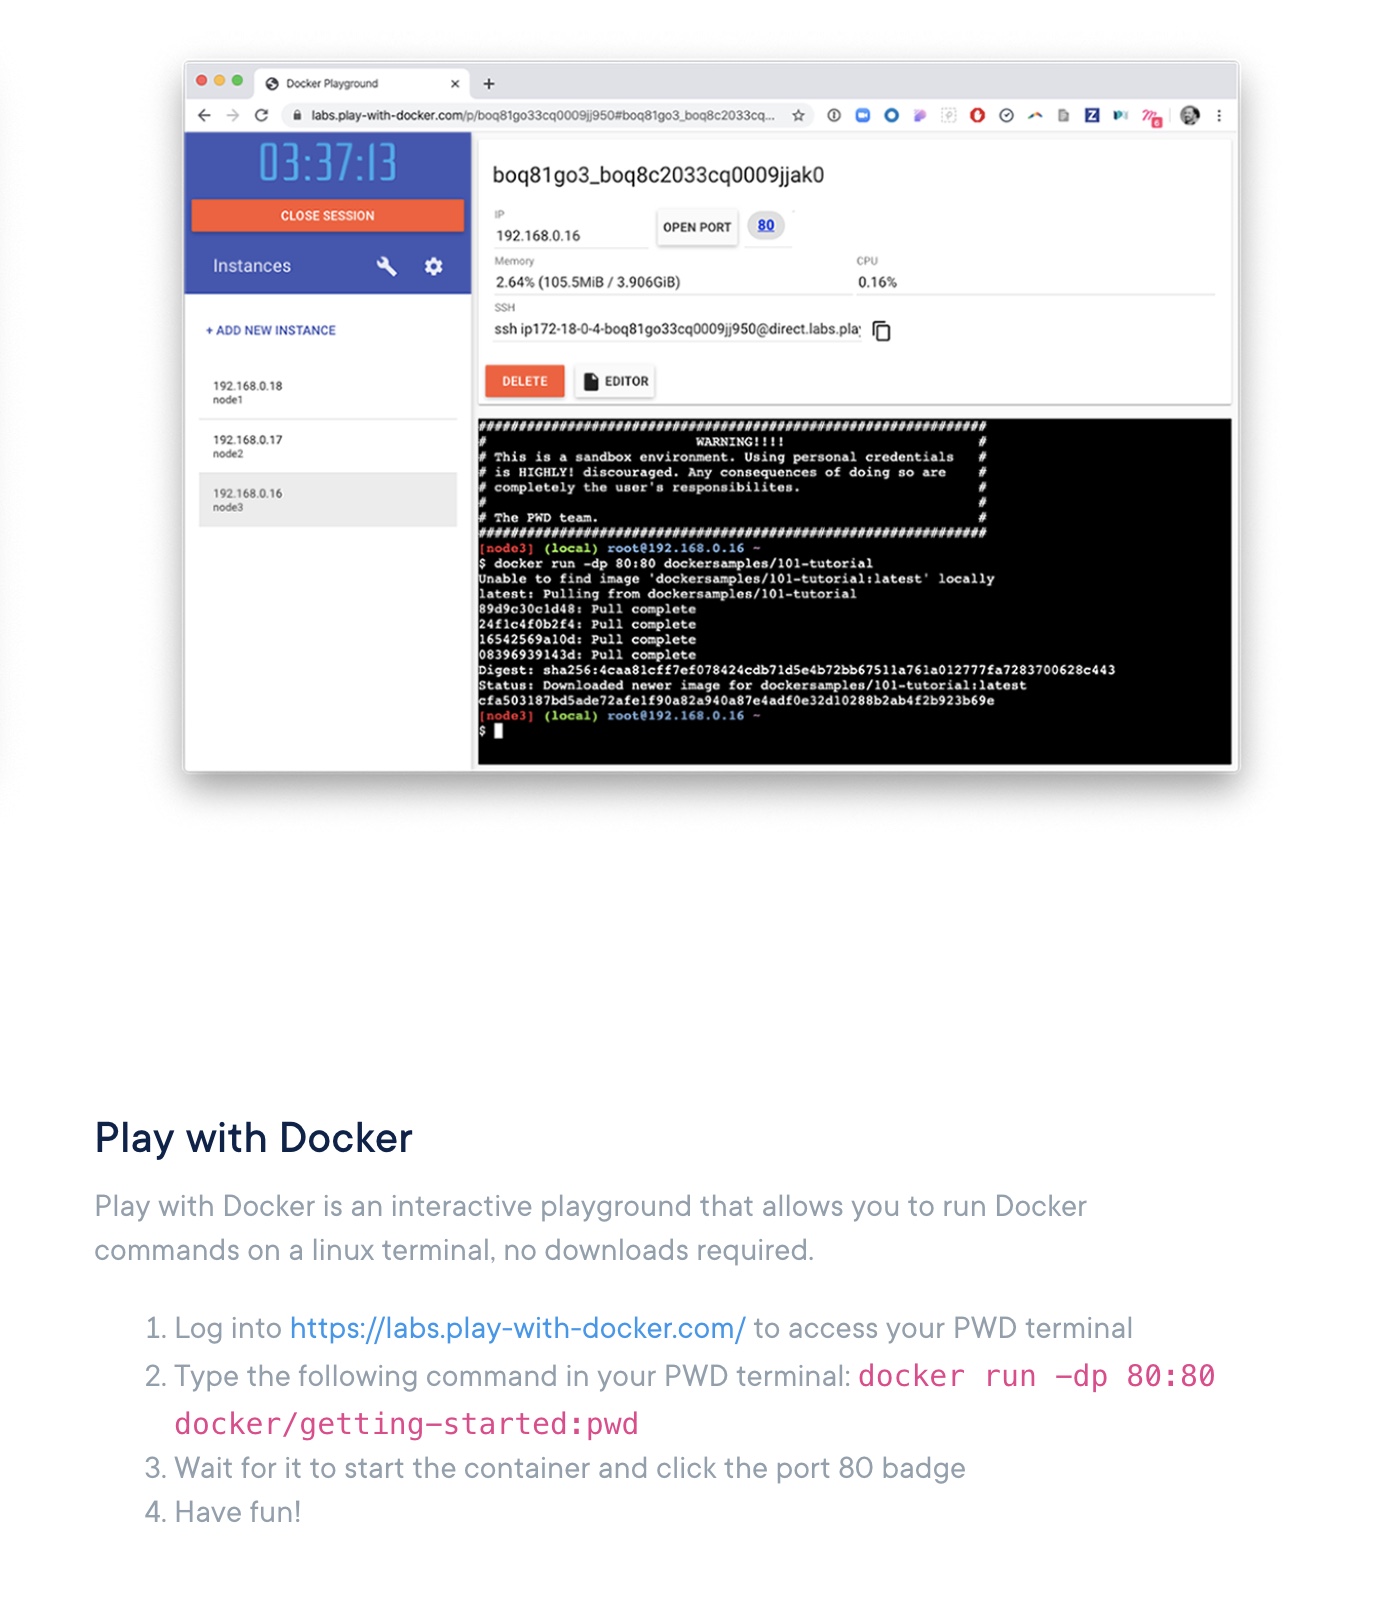 Docker Playground
labs.play-with-docker.com/p/boq81go33cq0009jj950#boq81go3_boq8c2033cq...
03:37:13
CLOSE SESSION
Instances
+ ADD NEW INSTANCE
192.168.0.18
node1
192.168.0.17
node2
192.168.0.16
node3
boq81go3_boq8c2033cq0009jjak0
IP
192.168.0.16
OPEN PORT
80
Memory
2.64% (105.5MiB / 3.906GiB)
CPU
0.16%
SSH
ssh ip172-18-0-4-boq81go33cq0009jj950@direct.labs.play
DELETE
EDITOR
###############################################################
# WARNING!!!! #
# This is a sandbox environment. Using personal credentials #
# is HIGHLY! discouraged. Any consequences of doing so are #
# completely the user's responsibilites. #
# #
# The PWD team. #
###############################################################
[node3] (local) root@192.168.0.16 ~
$ docker run -dp 80:80 dockersamples/101-tutorial
Unable to find image 'dockersamples/101-tutorial:latest' locally
latest: Pulling from dockersamples/101-tutorial
89d9c30c1d48: Pull complete
24f1c4f0b2f4: Pull complete
16542569a10d: Pull complete
08396939143d: Pull complete
Digest: sha256:4caa81cff7ef078424cdb71d5e4b72bb67511a761a012777fa7283700628c443
Status: Downloaded newer image for dockersamples/101-tutorial:latest
cfa503187bd5ade72afe1f90a82a940a87e4adf0e32d10288b2ab4f2b923b69e
[node3] (local) root@192.168.0.16 ~
$
Play with Docker
Play with Docker is an interactive playground that allows you to run Docker
commands on a linux terminal, no downloads required.
1. Log into https://labs.play-with-docker.com/ to access your PWD terminal
2. Type the following command in your PWD terminal: docker run -dp 80:80
docker/getting-started:pwd
3. Wait for it to start the container and click the port 80 badge
4. Have fun!